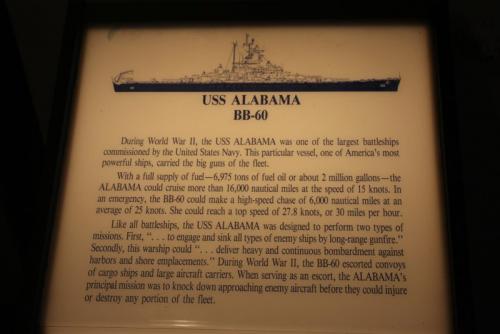 USS ALABAMA
BB-60
During World War II, the USS ALABAMA was one of the largest battleships
commissioned by the United States Navy. This particular vessel, one of America's most
powerful ships, carried the big guns of the fleet.
With a full supply of fuel—6,975 tons of fuel oil or about 2 million gallons—the
ALABAMA could cruise more than 16,000 nautical miles at the speed of 15 knots. In
an emergency, the BB-60 could make a high-speed chase of 6,000 nautical miles at an
average of 25 knots. She could reach a top speed of 27.8 knots, or 30 miles per hour.
Like all battleships, the USS ALABAMA was designed to perform two types of
missions. First, “. . . to engage and sink all types of enemy ships by long-range gunfire.”
Secondly, this warship could “. . . deliver heavy and continuous bombardment against
harbors and shore emplacements.” During World War II, the BB-60 escorted convoys
of cargo ships and large aircraft carriers. When serving as an escort, the ALABAMA's
principal mission was to knock down approaching enemy aircraft before they could injure
or destroy any portion of the fleet.